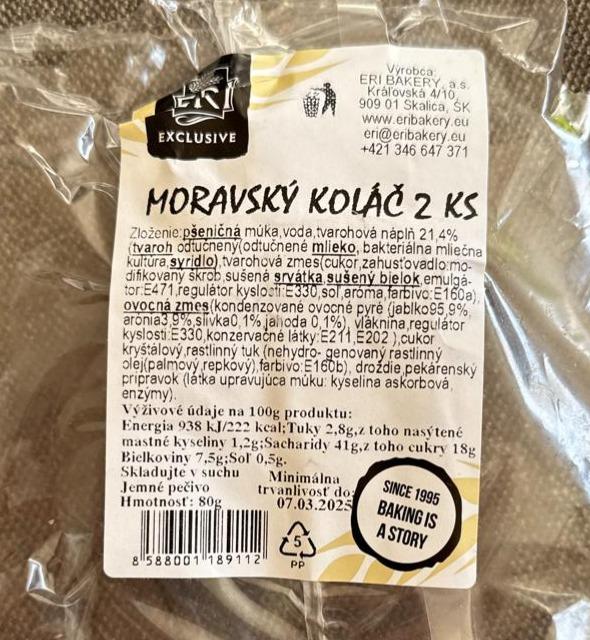 ERI
EXCLUSIVE
Výrobca:
ERI BAKERY, a.s.
Kráľovská 4/10,
909 01 Skalica, SK
www.eribakery.eu
eri@eribakery.eu
+421 346 647 371
MORAVSKÝ KOLÁČ 2 KS
Zloženie:pšeničná múka,voda,tvarohová náplň 21,4%
(tvaroh odtučnený(odtučnené mlieko, bakteriálna mliečna
kultúra,syridlo),tvarohová zmes(cukor,zahusťovadlo:mo-
difikovaný škrob,sušená srvátka,sušený bielok,emulgá-
tor:E471,regulátor kyslosti:E330,soľ,aróma,farbivo:E160a),
ovocná zmes(kondenzované ovocné pyré (jablko95,9%,
arónia3,9%,slivka0,1% jahoda 0,1%), vláknina,regulátor
kyslosti:E330,konzervačné látky:E211,E202 ),cukor
kryštálový,rastlinný tuk (nehydro- genovaný rastlinný
olej(palmový,repkový),farbivo:E160b), droždie,pekárenský
prípravok (látka upravujúca múku: kyselina askorbová,
enzýmy).
Výživové údaje na 100g produktu:
Energia 938 kJ/222 kcal;Tuky 2,8g,z toho nasýtené
mastné kyseliny 1,2g;Sacharidy 41g,z toho cukry 18g
Bielkoviny 7,5g;Soľ 0,5g.
Skladujte v suchu
Jemné pečivo
Hmotnosť: 80g
Minimálna
trvanlivosť do:
07.03.2025
SINCE 1995
BAKING IS
A STORY
8 588001 189112
5
PP